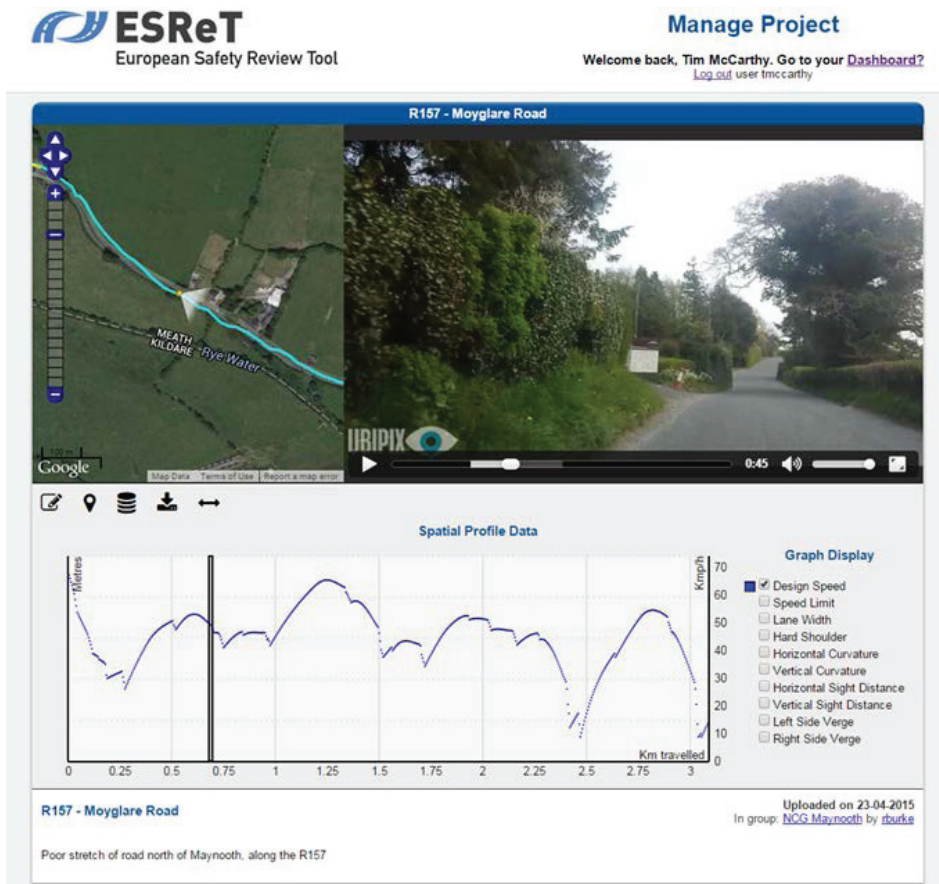 ESReT
European Safety Review Tool
Manage Project
Welcome back, Tim McCarthy. Go to your Dashboard?
Log out user tmccarthy
R157 - Moyglare Road
MEATH
KILDARE
Rye Water
100 m
Google
Map Data Terms of Use Report a map error
UBIPIX
0:45
Spatial Profile Data
Metres
Kmp/h
70
60
50
40
30
20
10
0
Km travelled
0 0.25 0.5 0.75 1 1.25 1.5 1.75 2 2.25 2.5 2.75 3
Graph Display
Design Speed
Speed Limit
Lane Width
Hard Shoulder
Horizontal Curvature
Vertical Curvature
Horizontal Sight Distance
Vertical Sight Distance
Left Side Verge
Right Side Verge
R157 - Moyglare Road
Uploaded on 23-04-2015
In group: NCG Maynooth by rburke
Poor stretch of road north of Maynooth, along the R157